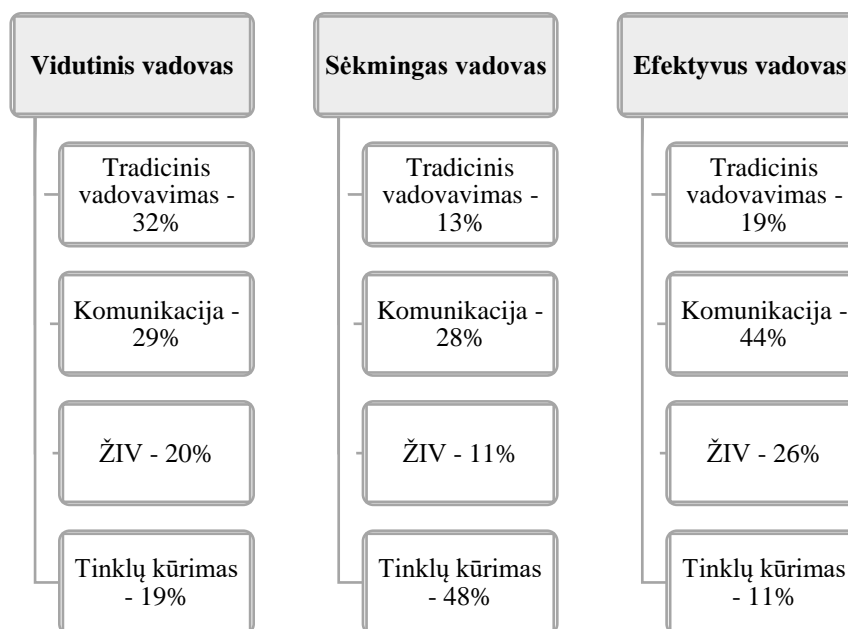 Vidutinis vadovas
Tradicinis
vadovavimas -
32%
Komunikacija -
29%
ŽIV - 20%
Tinklų kūrimas
- 19%
Sėkmingas vadovas
Tradicinis
vadovavimas -
13%
Komunikacija -
28%
ŽIV - 11%
Tinklų kūrimas
- 48%
Efektyvus vadovas
Tradicinis
vadovavimas -
19%
Komunikacija -
44%
ŽIV - 26%
Tinklų kūrimas
- 11%